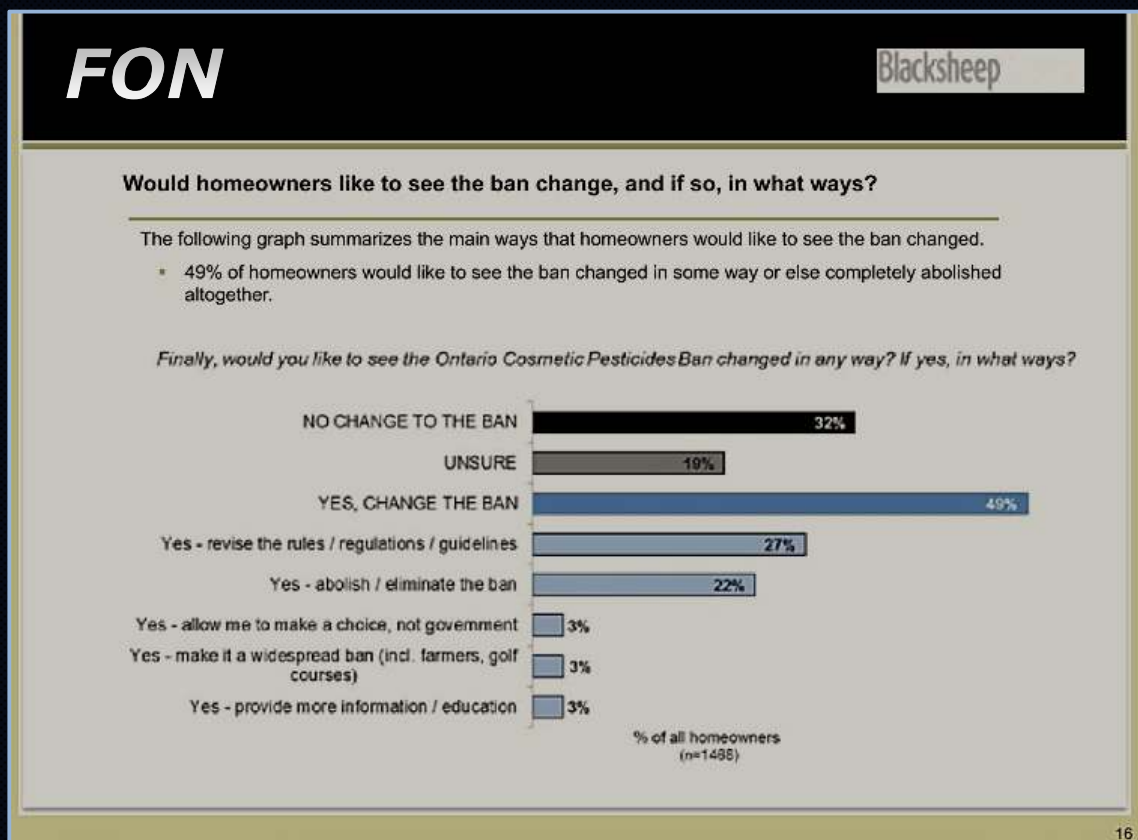 FON
Blacksheep
Would homeowners like to see the ban change, and if so, in what ways?
The following graph summarizes the main ways that homeowners would like to see the ban changed.
▪ 49% of homeowners would like to see the ban changed in some way or else completely abolished
altogether.
Finally, would you like to see the Ontario Cosmetic Pesticides Ban changed in any way? If yes, in what ways?
NO CHANGE TO THE BAN 32%
UNSURE 19%
YES, CHANGE THE BAN 49%
Yes - revise the rules / regulations / guidelines 27%
Yes - abolish / eliminate the ban 22%
Yes - allow me to make a choice, not government 3%
Yes - make it a widespread ban (incl. farmers, golf
courses) 3%
Yes - provide more information / education 3%
% of all homeowners
16